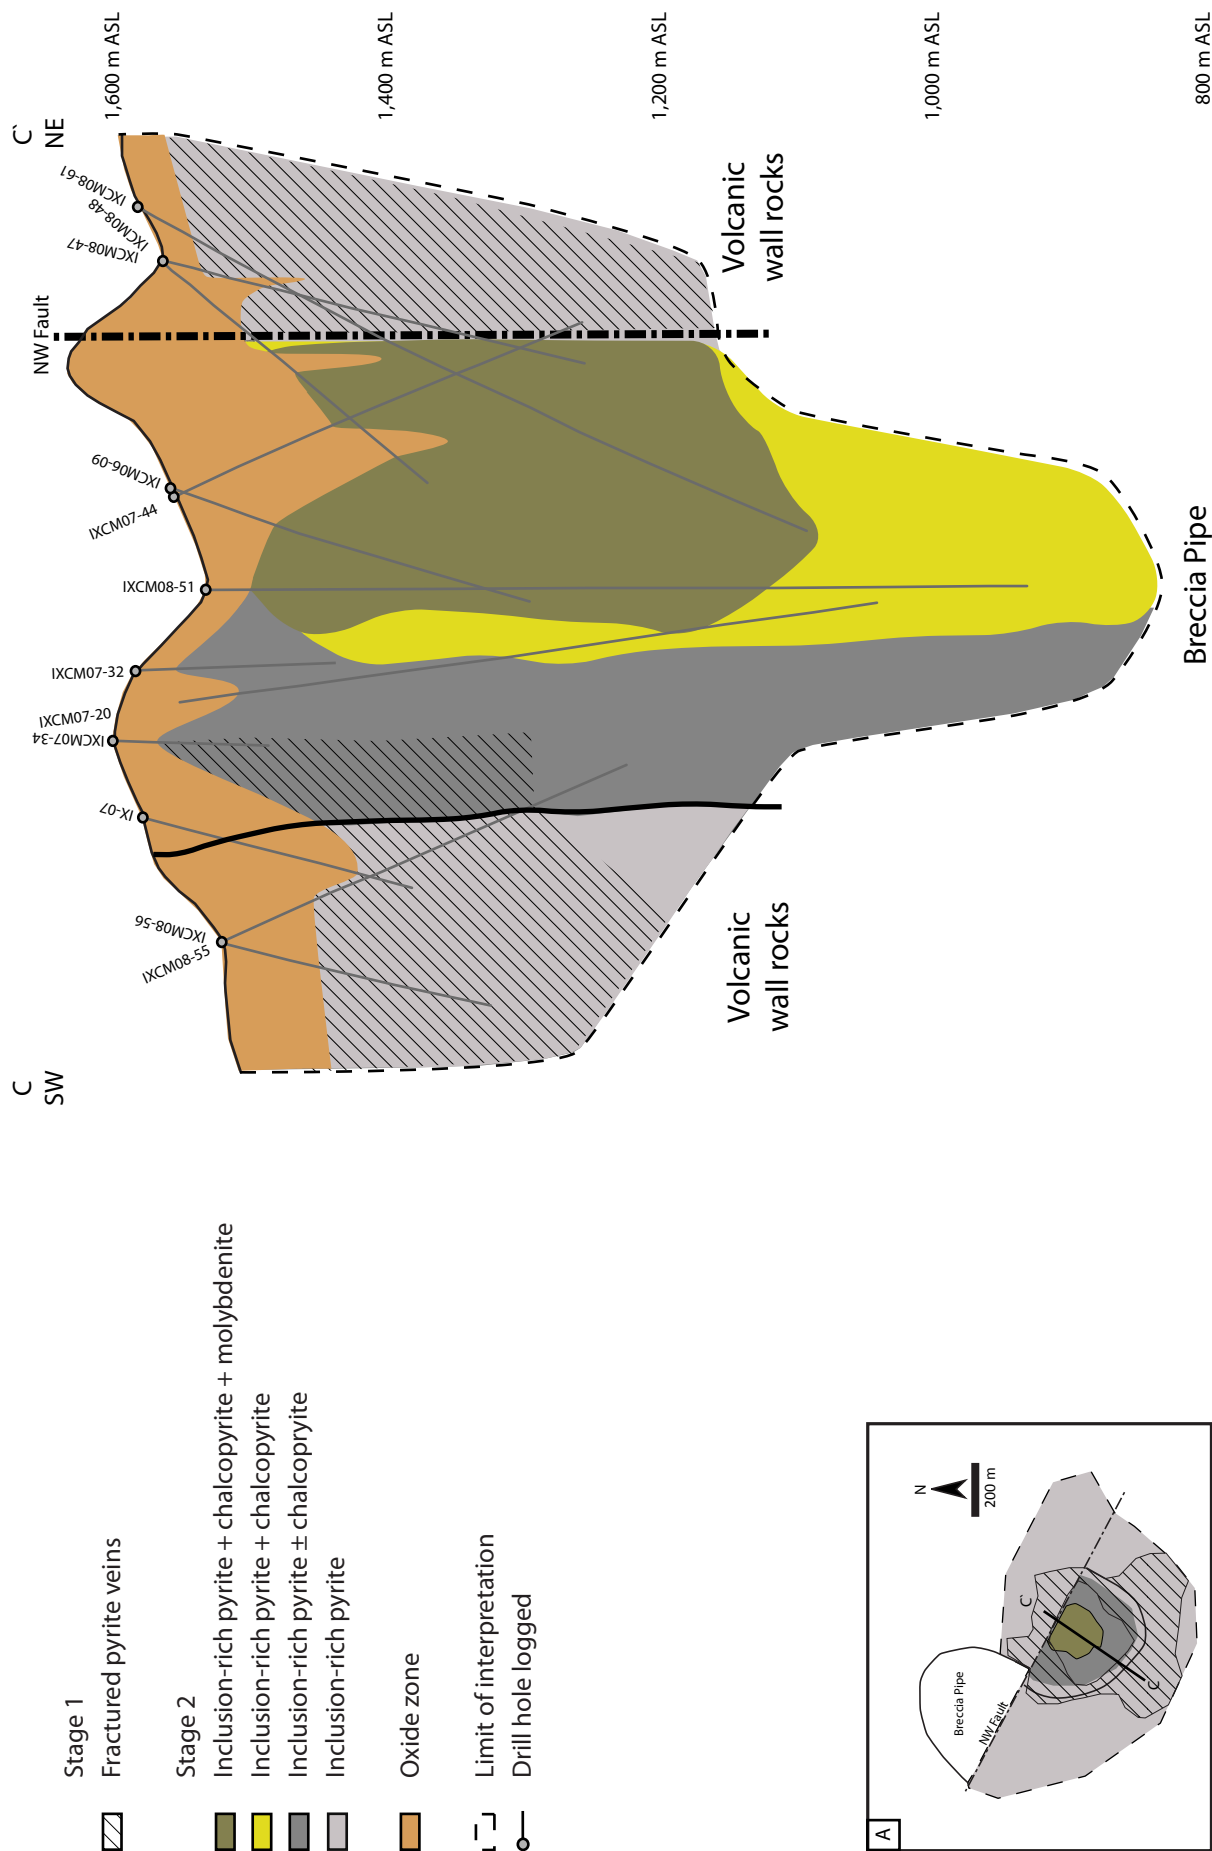 C
SW
C`
NE
1,600 m ASL
1,400 m ASL
1,200 m ASL
1,000 m ASL
800 m ASL
NW Fault
IXCM08-61
IXCM08-48
IXCM08-47
IXCM06-09
IXCM07-44
IXCM08-51
IXCM07-32
IXCM07-20
IXCM07-34
IX-07
IXCM08-56
IXCM08-55
Volcanic
wall rocks
Volcanic
wall rocks
Breccia Pipe
Stage 1
Fractured pyrite veins
Stage 2
Inclusion-rich pyrite + chalcopyrite + molybdenite
Inclusion-rich pyrite + chalcopyrite
Inclusion-rich pyrite ± chalcopryite
Inclusion-rich pyrite
Oxide zone
Limit of interpretation
Drill hole logged
A
N
200 m
Breccia Pipe
NW Fault
C`
C